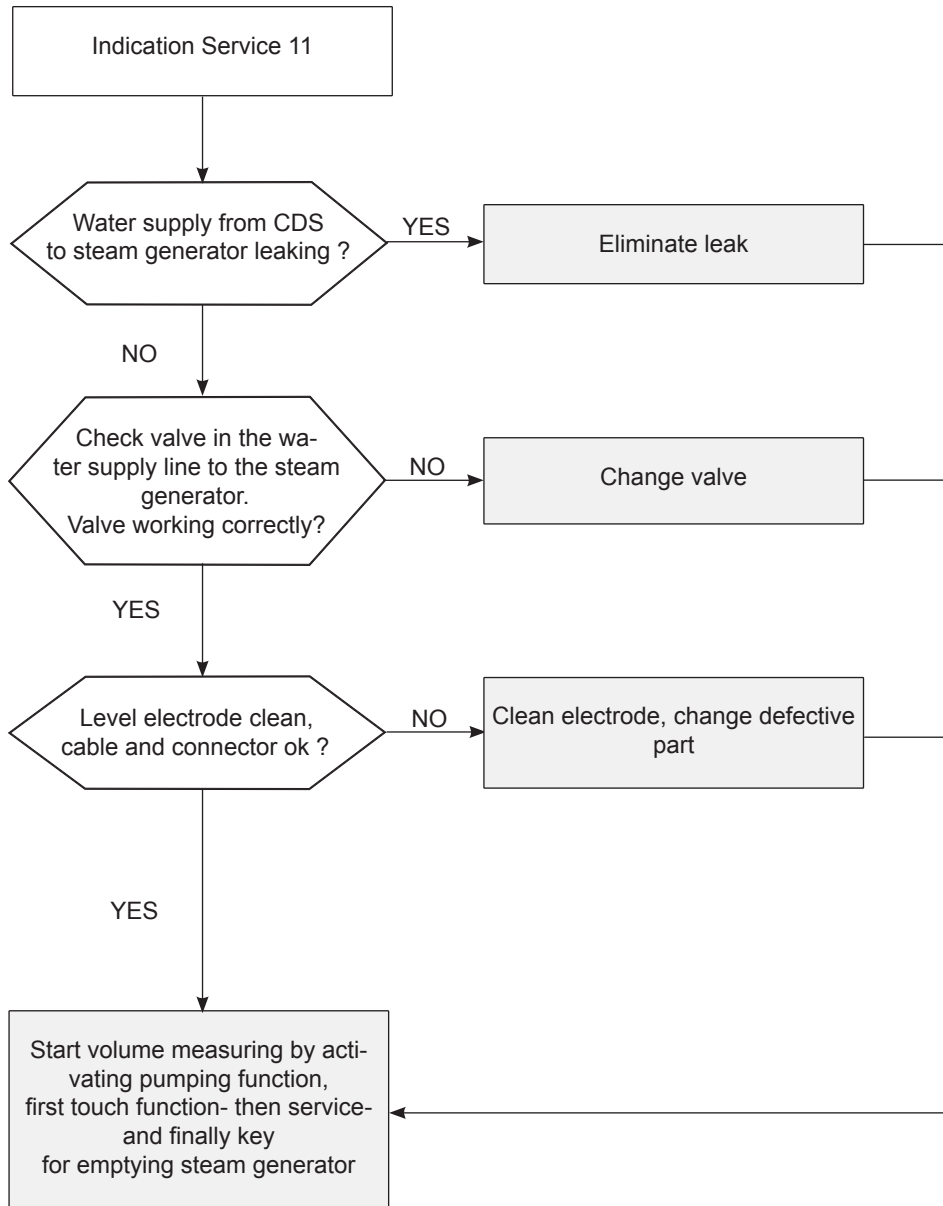 Indication Service 11
Water supply from CDS
to steam generator leaking ?
YES
Eliminate leak
NO
Check valve in the wa-
ter supply line to the steam
generator.
Valve working correctly?
NO
Change valve
YES
Level electrode clean,
cable and connector ok ?
NO
Clean electrode, change defective
part
YES
Start volume measuring by acti-
vating pumping function,
first touch function- then service-
and finally key
for emptying steam generator